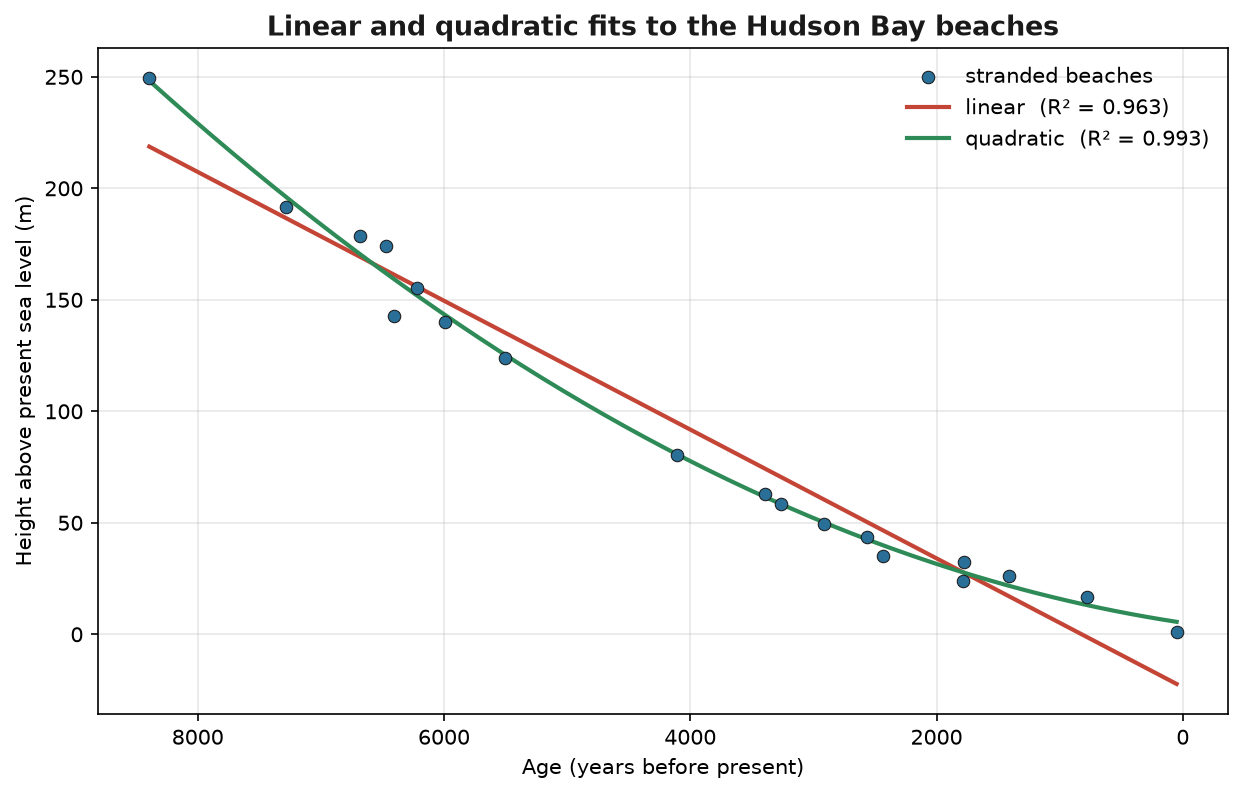 Linear and quadratic fits to the Hudson Bay beaches
stranded beaches
linear  (R² = 0.963)
quadratic  (R² = 0.993)
Height above present sea level (m)
250
200
150
100
50
0
8000
6000
4000
2000
0
Age (years before present)